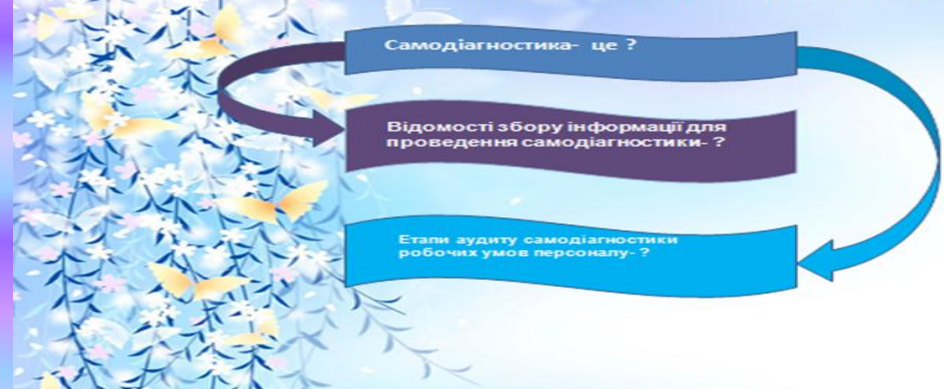 Самодіагностика- це ?
Відомості збору інформації для
проведення самодіагностики- ?
Етапи аудиту самодіагностики
робочих умов персоналу- ?